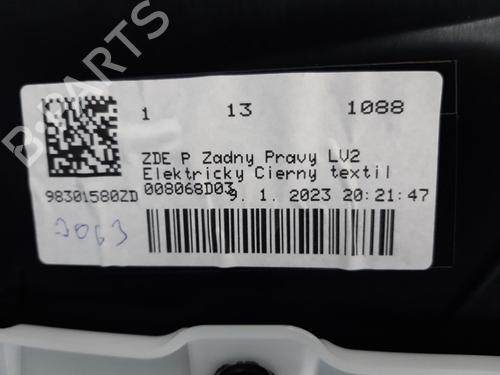 1 13 1088
ZDE P Zadny Pravy LV2
Elektricky Cierny textil
98301580ZD 008068D03 9. 1. 2023 20:21:47
B-PARTS